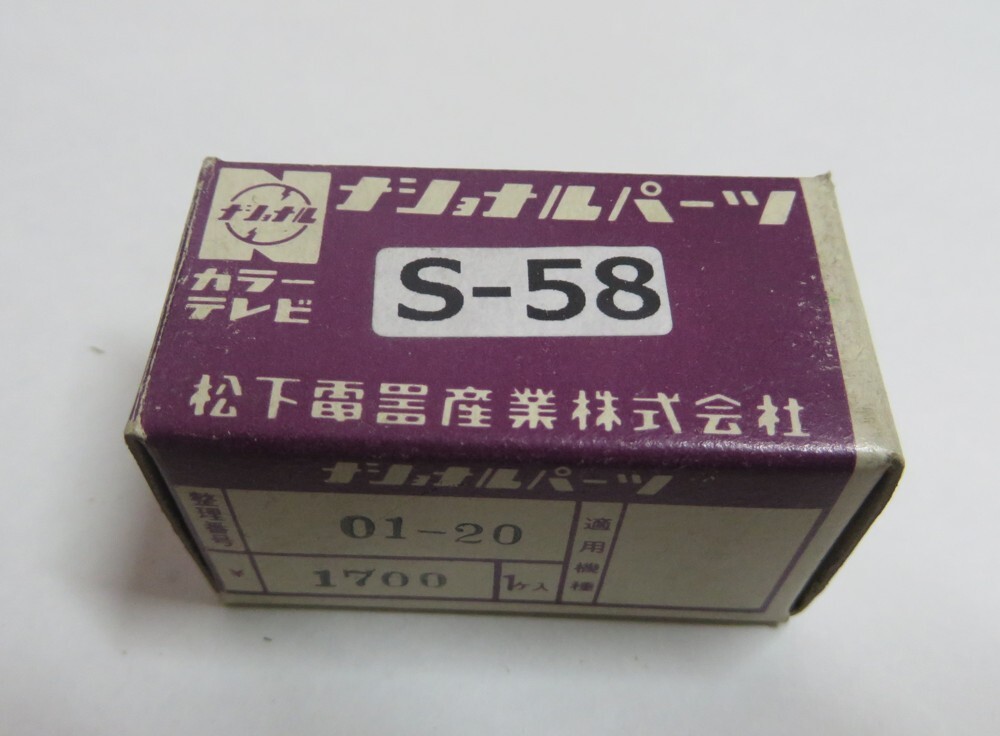 ナショナル
ナショナルパーツ
カラー
テレビ
S-58
松下電器産業株式会社
ナショナルパーツ
整理番号
01-20
適用機種
¥
1700
1ヶ入